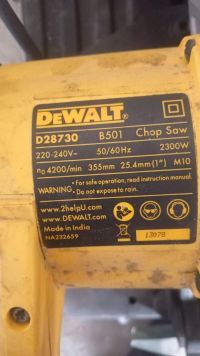 DEWALT®
D28730 B501 Chop Saw
220-240V~ 50/60Hz 2300W
n₀ 4200/min 355mm 25.4mm(1") M10
• For safe operation, read instruction manual.
Warning: • Do not expose to rain.
www.2helpU.com
www.DEWALT.com
Made in India
NA232659
1307B